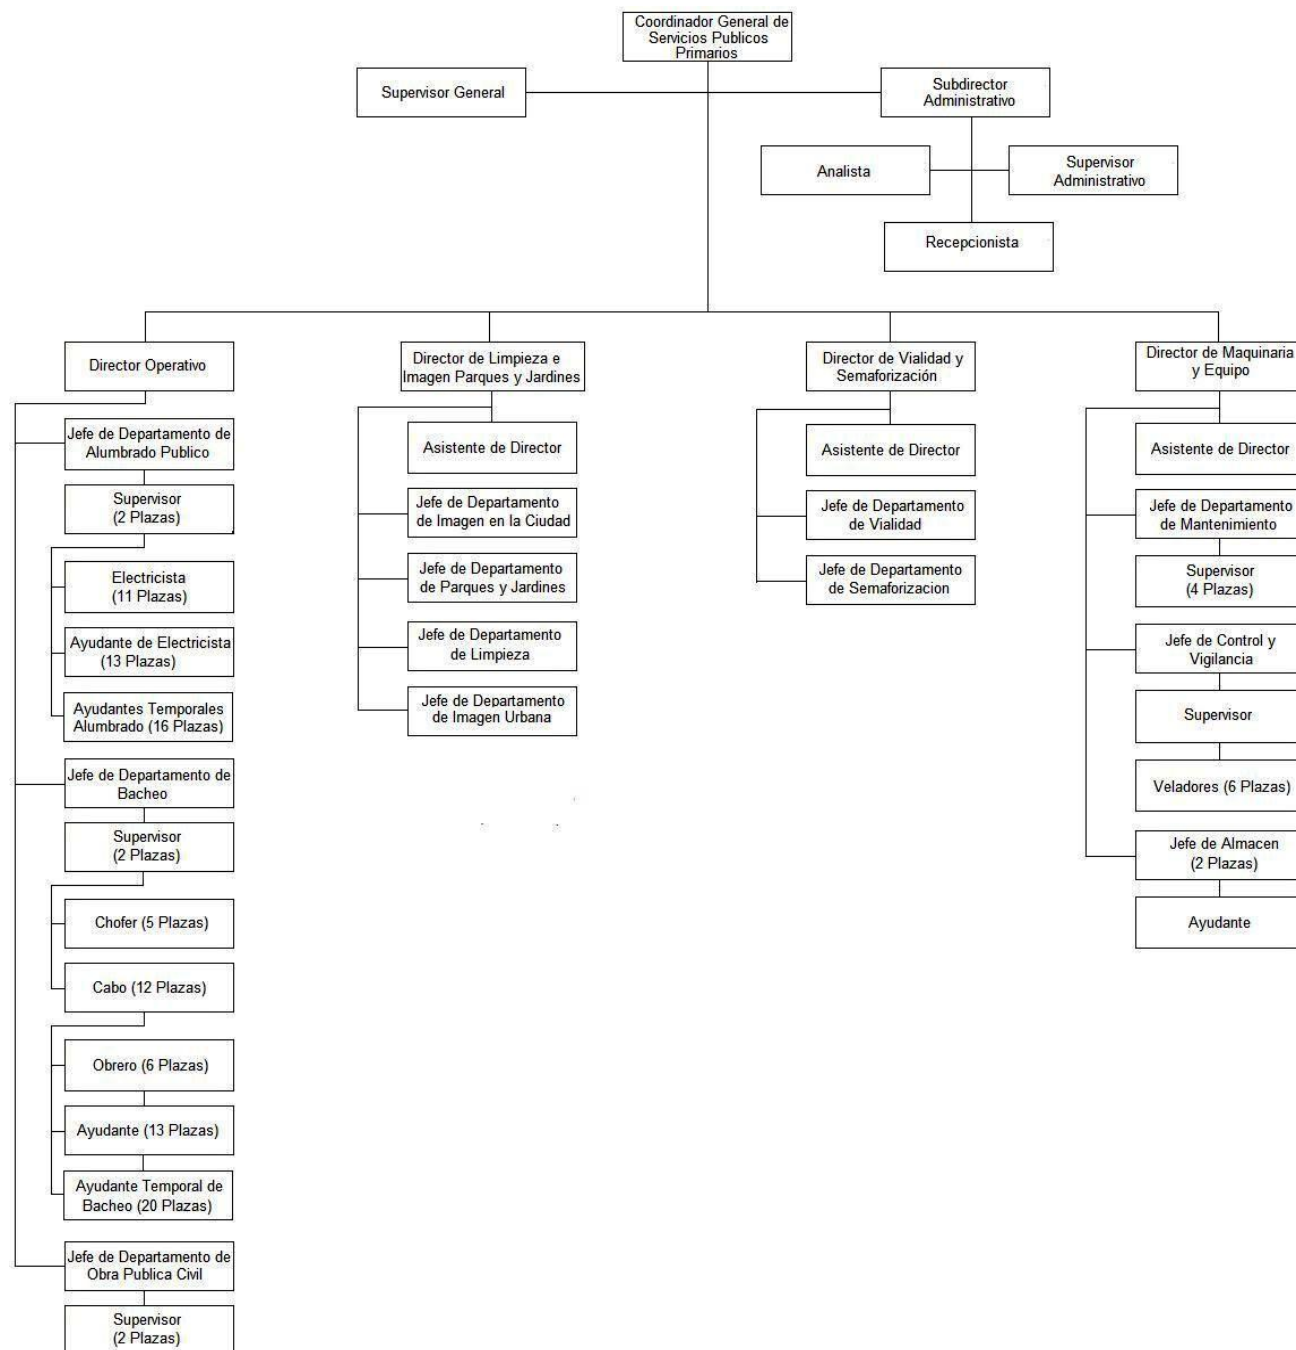 Coordinador General de
Servicios Publicos
Primarios
Supervisor General
Subdirector
Administrativo
Analista
Supervisor
Administrativo
Recepcionista
Director Operativo
Jefe de Departamento de
Alumbrado Publico
Supervisor
(2 Plazas)
Electricista
(11 Plazas)
Ayudante de Electricista
(13 Plazas)
Ayudantes Temporales
Alumbrado (16 Plazas)
Jefe de Departamento de
Bacheo
Supervisor
(2 Plazas)
Chofer (5 Plazas)
Cabo (12 Plazas)
Obrero (6 Plazas)
Ayudante (13 Plazas)
Ayudante Temporal de
Bacheo (20 Plazas)
Jefe de Departamento de
Obra Publica Civil
Supervisor
(2 Plazas)
Director de Limpieza e
Imagen Parques y Jardines
Asistente de Director
Jefe de Departamento
de Imagen en la Ciudad
Jefe de Departamento
de Parques y Jardines
Jefe de Departamento
de Limpieza
Jefe de Departamento
de Imagen Urbana
Director de Vialidad y
Semaforización
Asistente de Director
Jefe de Departamento
de Vialidad
Jefe de Departamento
de Semaforizacion
Director de Maquinaria
y Equipo
Asistente de Director
Jefe de Departamento
de Mantenimiento
Supervisor
(4 Plazas)
Jefe de Control y
Vigilancia
Supervisor
Veladores (6 Plazas)
Jefe de Almacen
(2 Plazas)
Ayudante